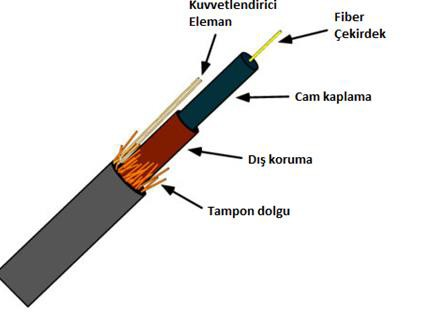 Kuvvetlendirici
Eleman
Fiber
Çekirdek
Cam kaplama
Dış koruma
Tampon dolgu